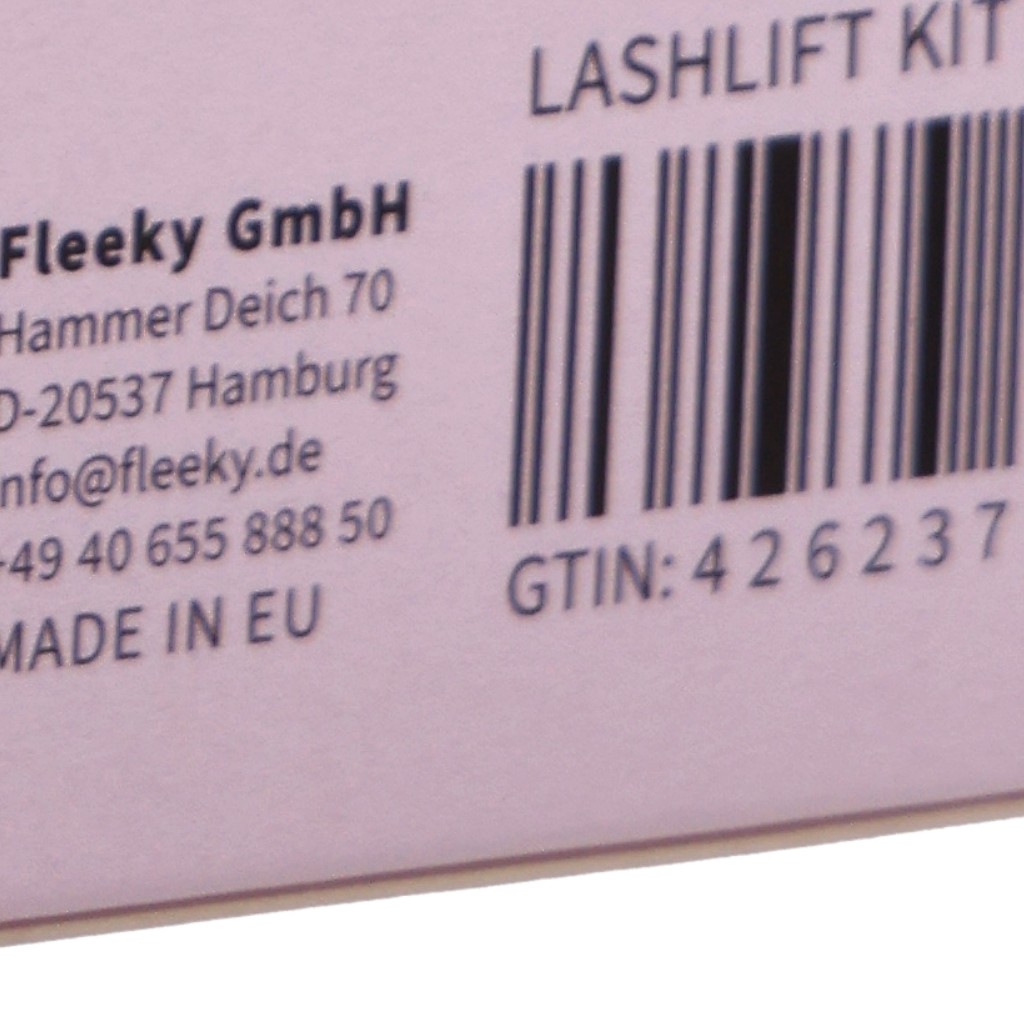 Fleeky GmbH
Hammer Deich 70
D-20537 Hamburg
info@fleeky.de
+49 40 655 888 50
MADE IN EU
LASHLIFT KIT
GTIN: 4 2 6 2 3 7